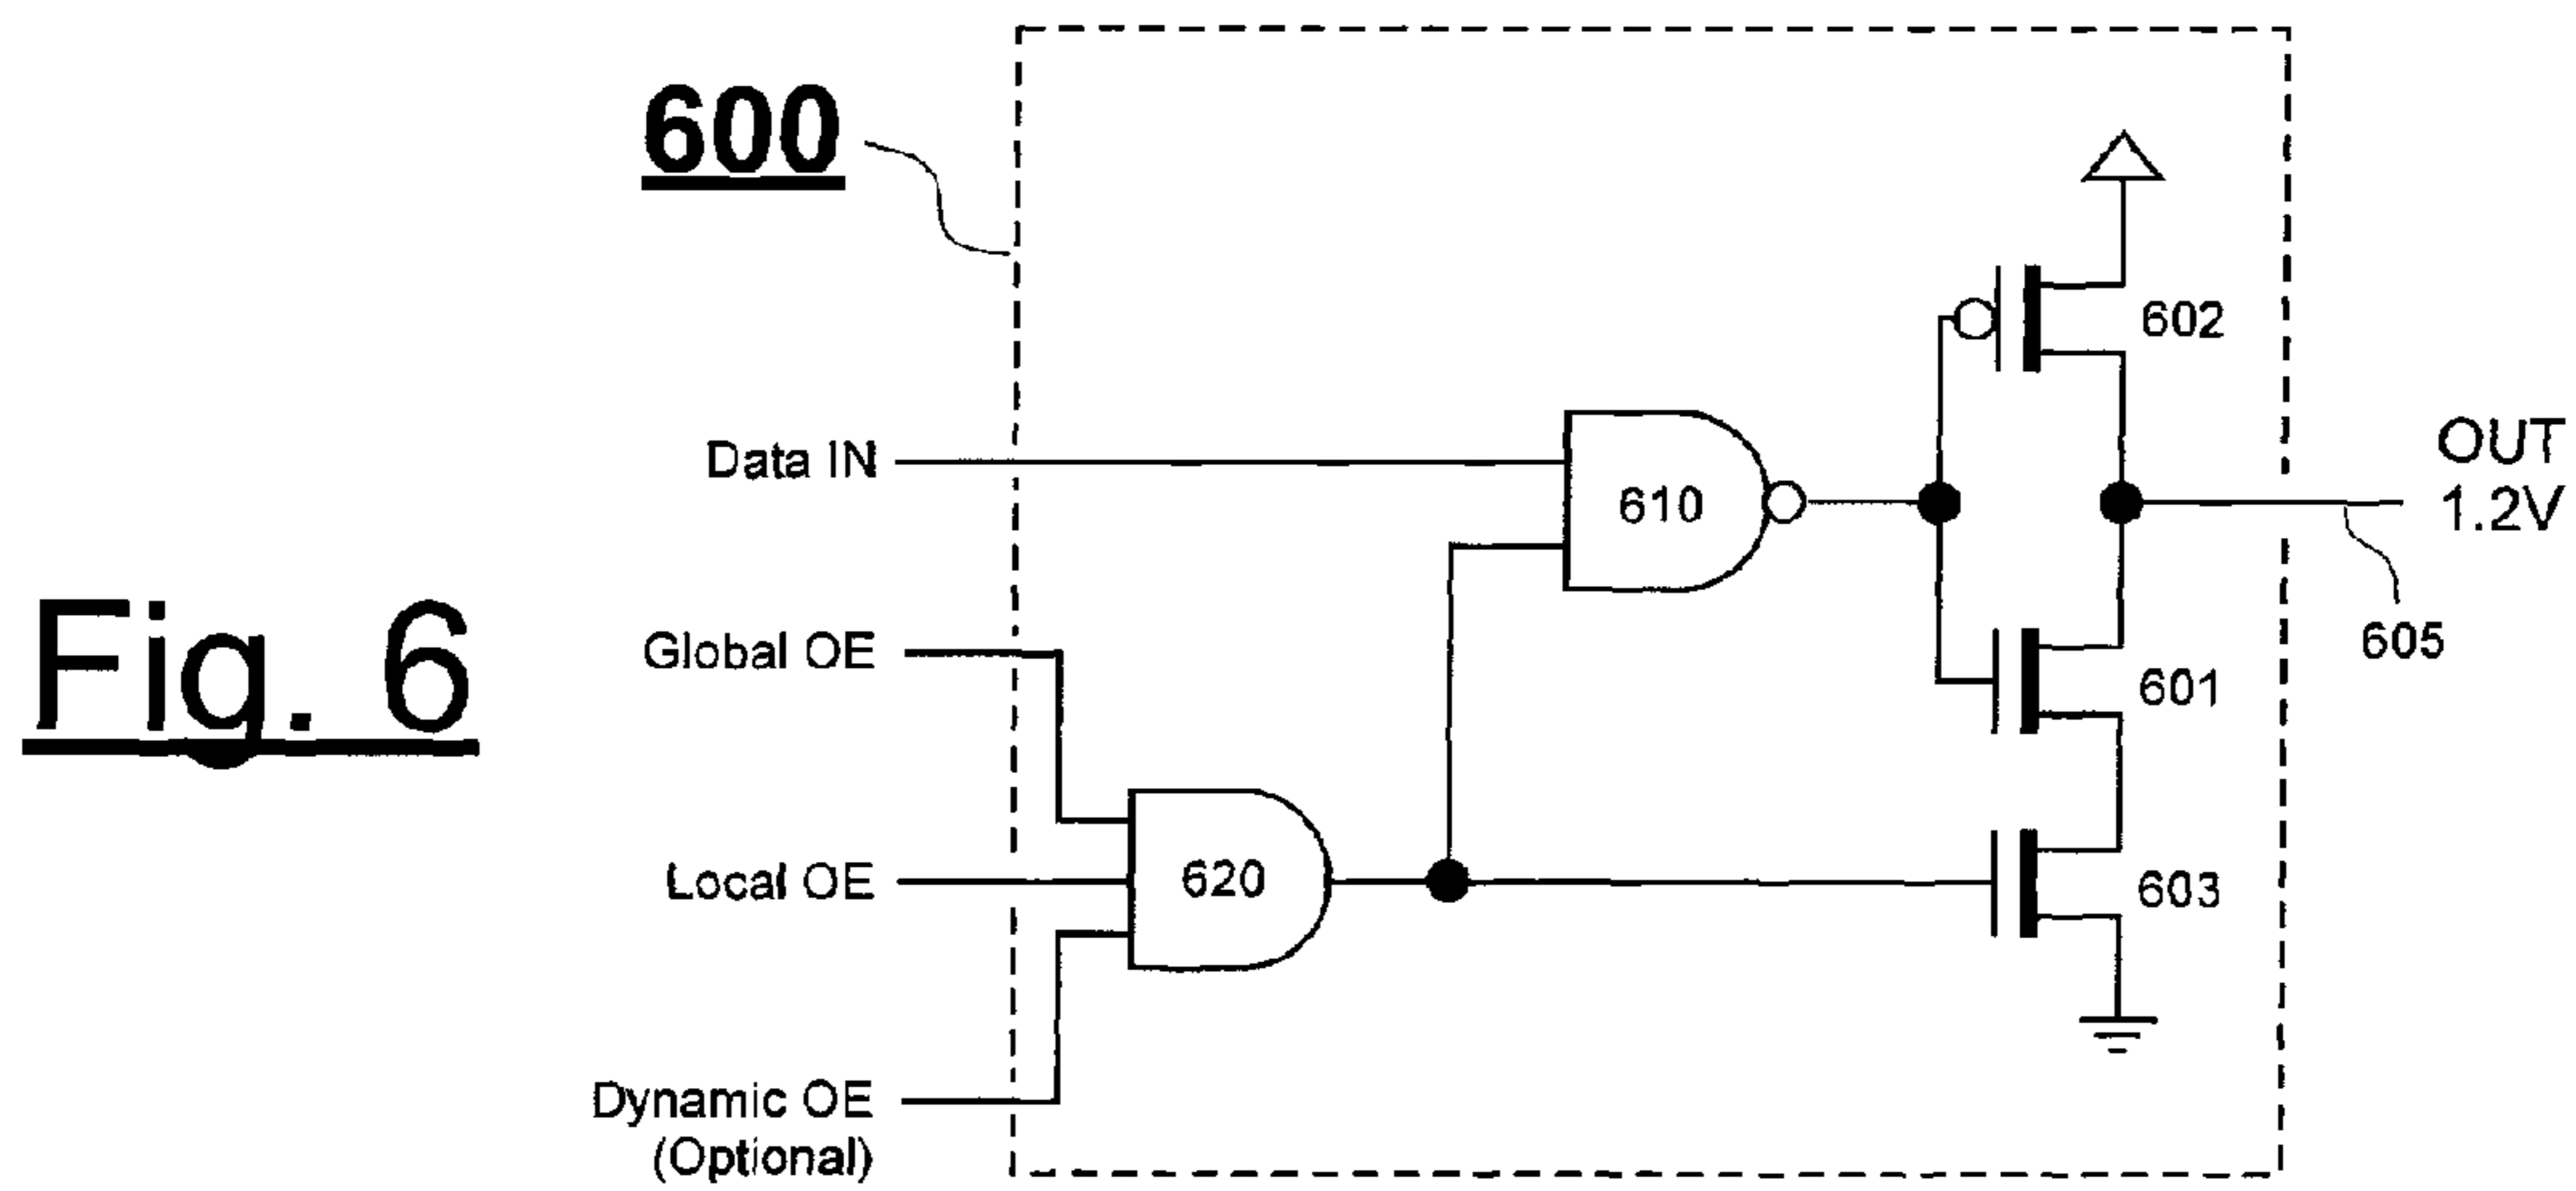 600
602
Data IN
610
OUT
1.2V
605
Fig. 6
Global OE
601
Local OE
620
603
Dynamic OE
(Optional)